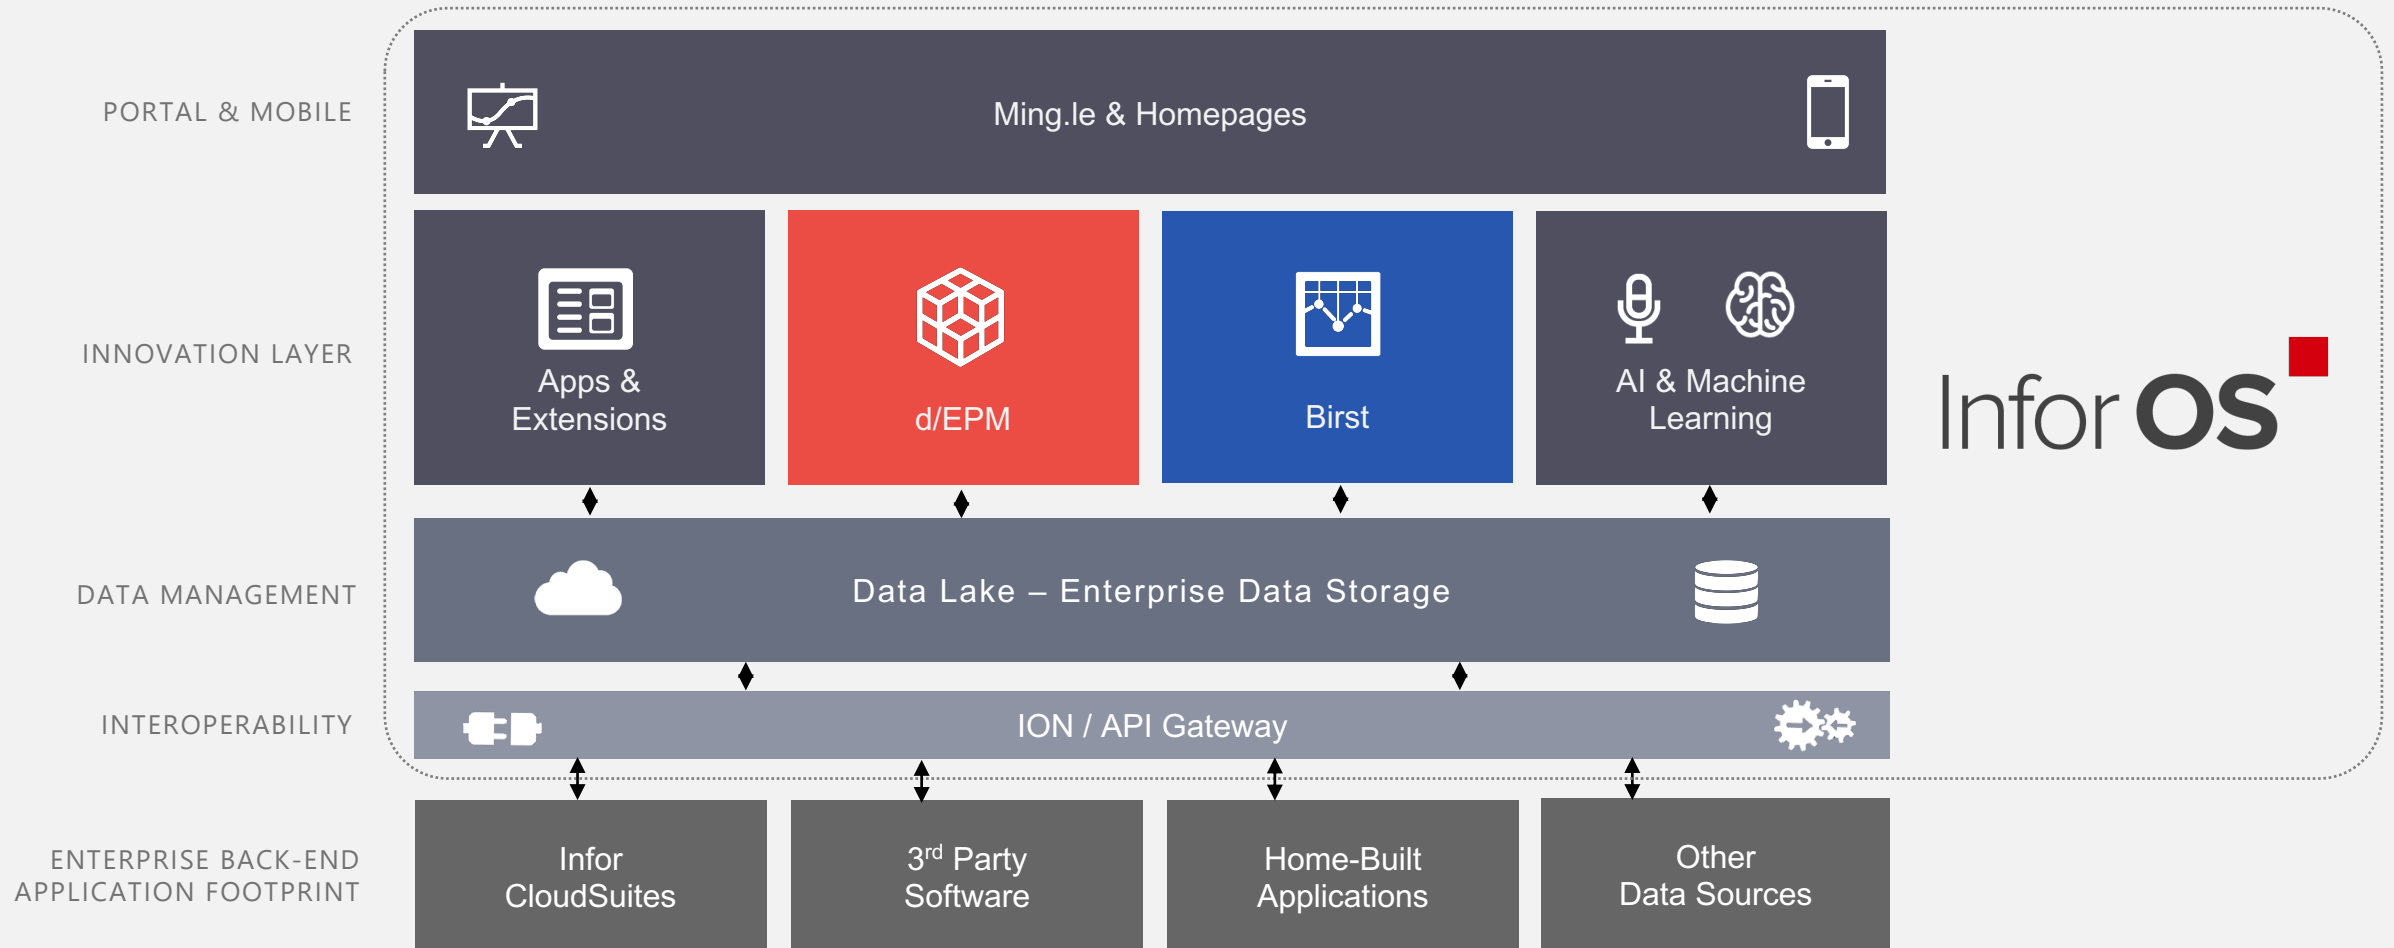 PORTAL & MOBILE
Ming.le & Homepages
INNOVATION LAYER
Apps &
Extensions
d/EPM
Birst
AI & Machine
Learning
Infor OS
DATA MANAGEMENT
Data Lake – Enterprise Data Storage
INTEROPERABILITY
ION / API Gateway
ENTERPRISE BACK-END
APPLICATION FOOTPRINT
Infor
CloudSuites
3rd Party
Software
Home-Built
Applications
Other
Data Sources